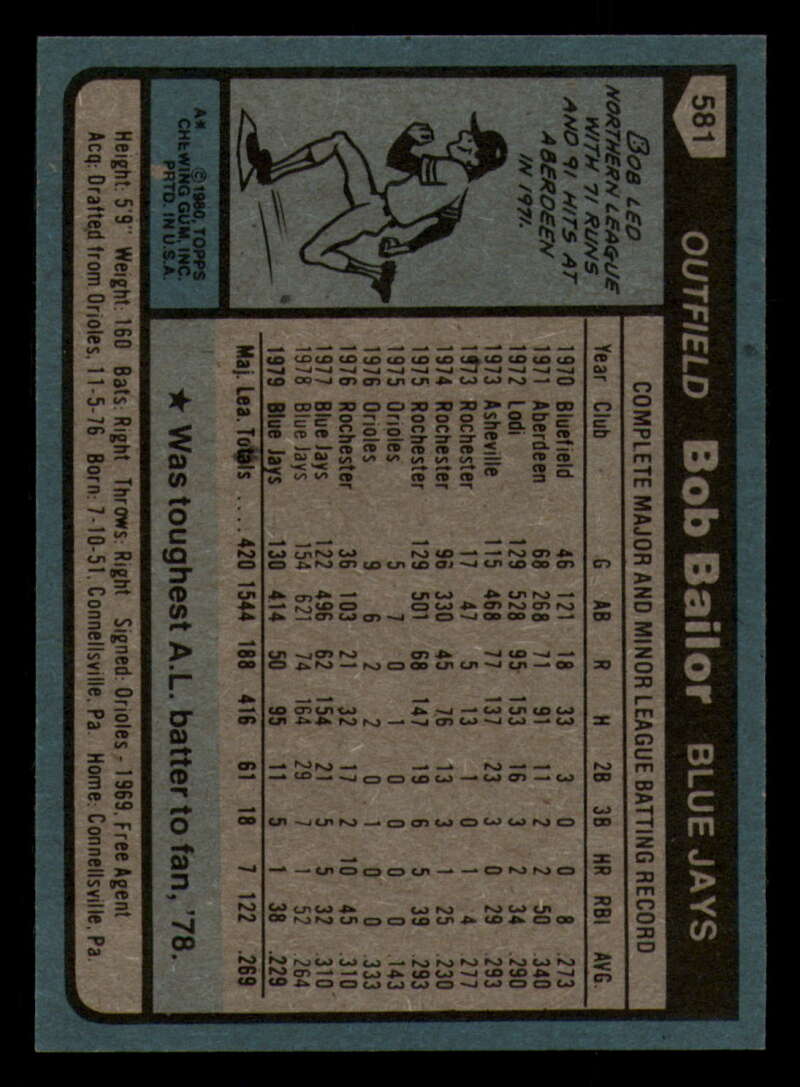 581 OUTFIELD Bob Bailor BLUE JAYS
BOB LED
NORTHERN LEAGUE
WITH 71 RUNS
AND 91 HITS AT
ABERDEEN
IN 1971.
A* ©1980, TOPPS
CHEWING GUM, INC.
PRTD. IN U.S.A.
COMPLETE MAJOR AND MINOR LEAGUE BATTING RECORD
Year Club G AB R H 2B 3B HR RBI AVG.
1970 Bluefield 46 121 18 33 3 0 0 8 .273
1971 Aberdeen 68 268 71 91 11 2 2 50 .340
1972 Lodi 129 528 95 153 16 3 2 34 .290
1973 Asheville 115 468 77 137 23 3 0 29 .293
1973 Rochester 17 47 5 13 1 0 1 4 .277
1974 Rochester 96 330 45 76 13 3 1 25 .230
1975 Rochester 129 501 68 147 19 6 5 39 .293
1975 Orioles 5 7 0 1 0 0 0 0 .143
1976 Orioles 9 6 2 2 0 1 0 0 .333
1976 Rochester 36 103 21 32 17 2 10 45 .310
1977 Blue Jays 122 496 62 154 21 5 5 32 .310
1978 Blue Jays 154 621 74 164 29 7 1 52 .264
1979 Blue Jays 130 414 50 95 11 5 1 38 .229
Maj. Lea. Totals .... 420 1544 188 416 61 18 7 122 .269
★ Was toughest A.L. batter to fan, '78.
Height: 5'9" Weight: 160 Bats: Right Throws: Right Signed: Orioles - 1969, Free Agent
Acq: Drafted from Orioles, 11-5-76 Born: 7-10-51, Connellsville, Pa Home: Connellsville, Pa.